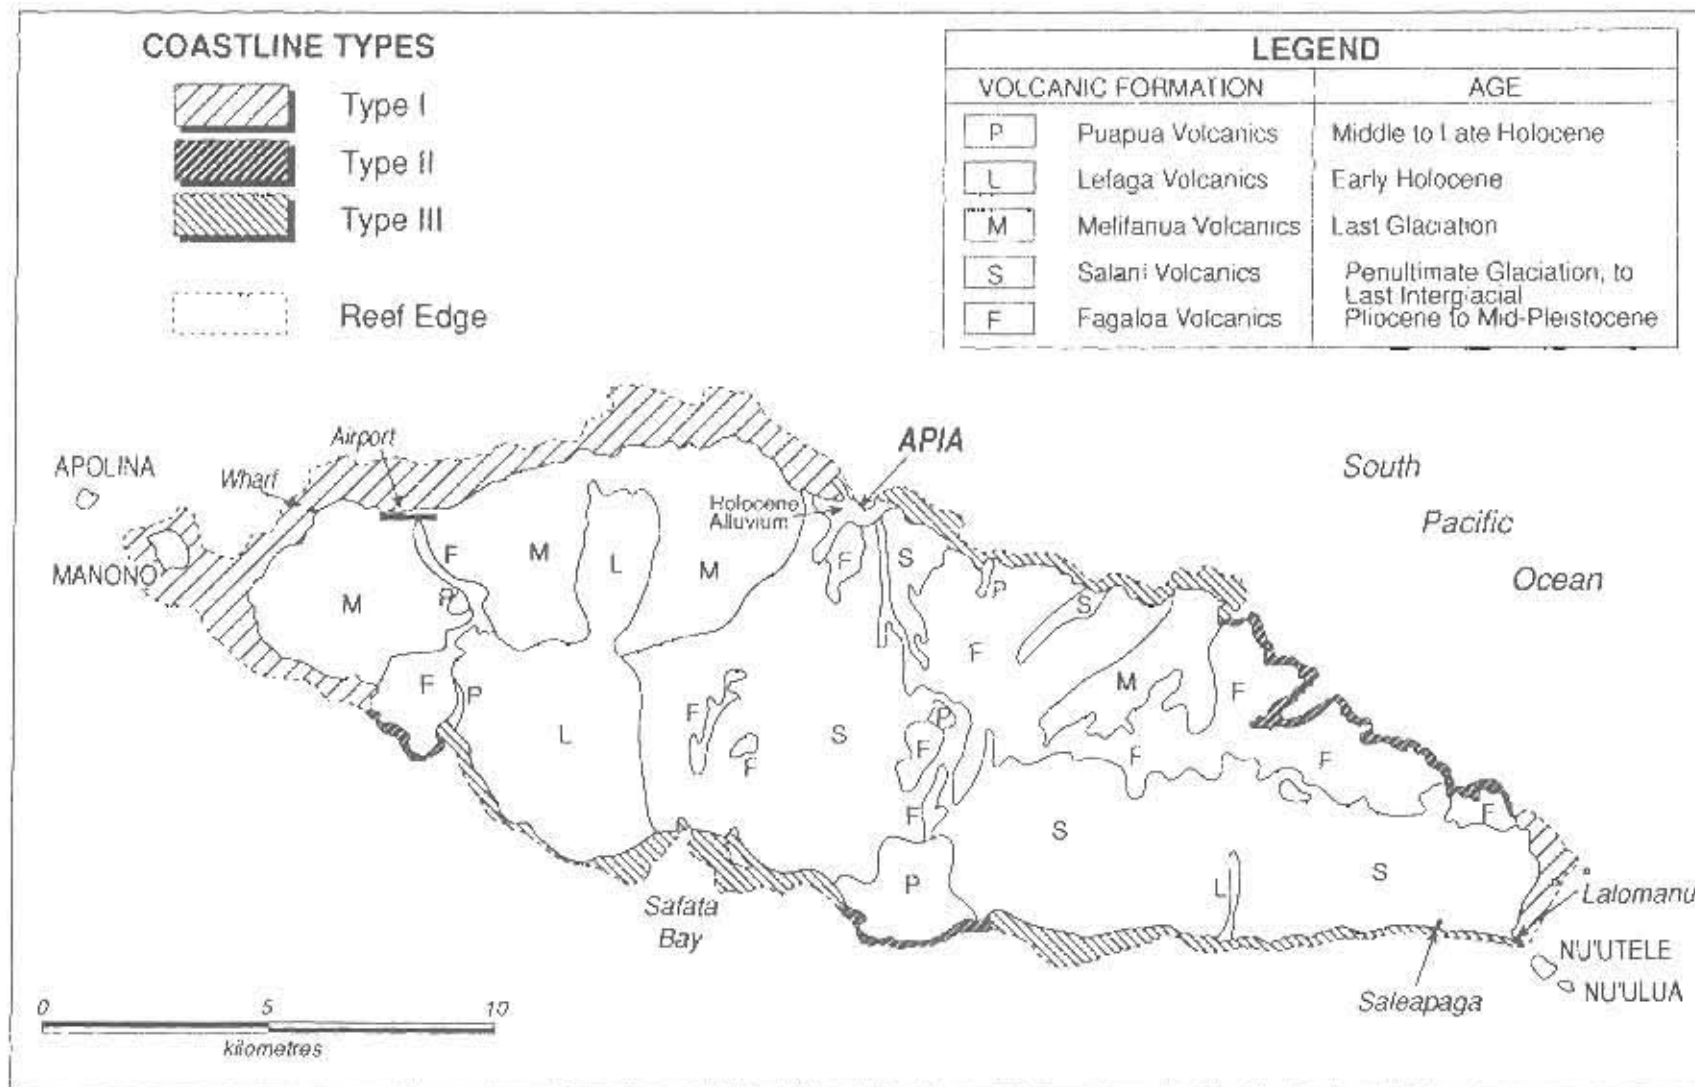 COASTLINE TYPES
Type I
Type II
Type III
Reef Edge
LEGEND
VOLCANIC FORMATION AGE
P Puapua Volcanics Middle to Late Holocene
L Lefaga Volcanics Early Holocene
M Melifanua Volcanics Last Glaciation
S Salani Volcanics Penultimate Glaciation, to
Last Interglacial
F Fagaloa Volcanics Pliocene to Mid-Pleistocene
APOLINA
Wharf
Airport
MANONO
APIA
Holocene
Alluvium
South
Pacific
Ocean
F
M
L
M
F
S
P
M
P
S
F
F
P
M
F
L
F
S
P
F
F
F
F
F
F
S
P
L
S
Safata
Bay
Lalomanu
NU'UTELE
NU'ULUA
Saleapaga
0 5 10
kilometres